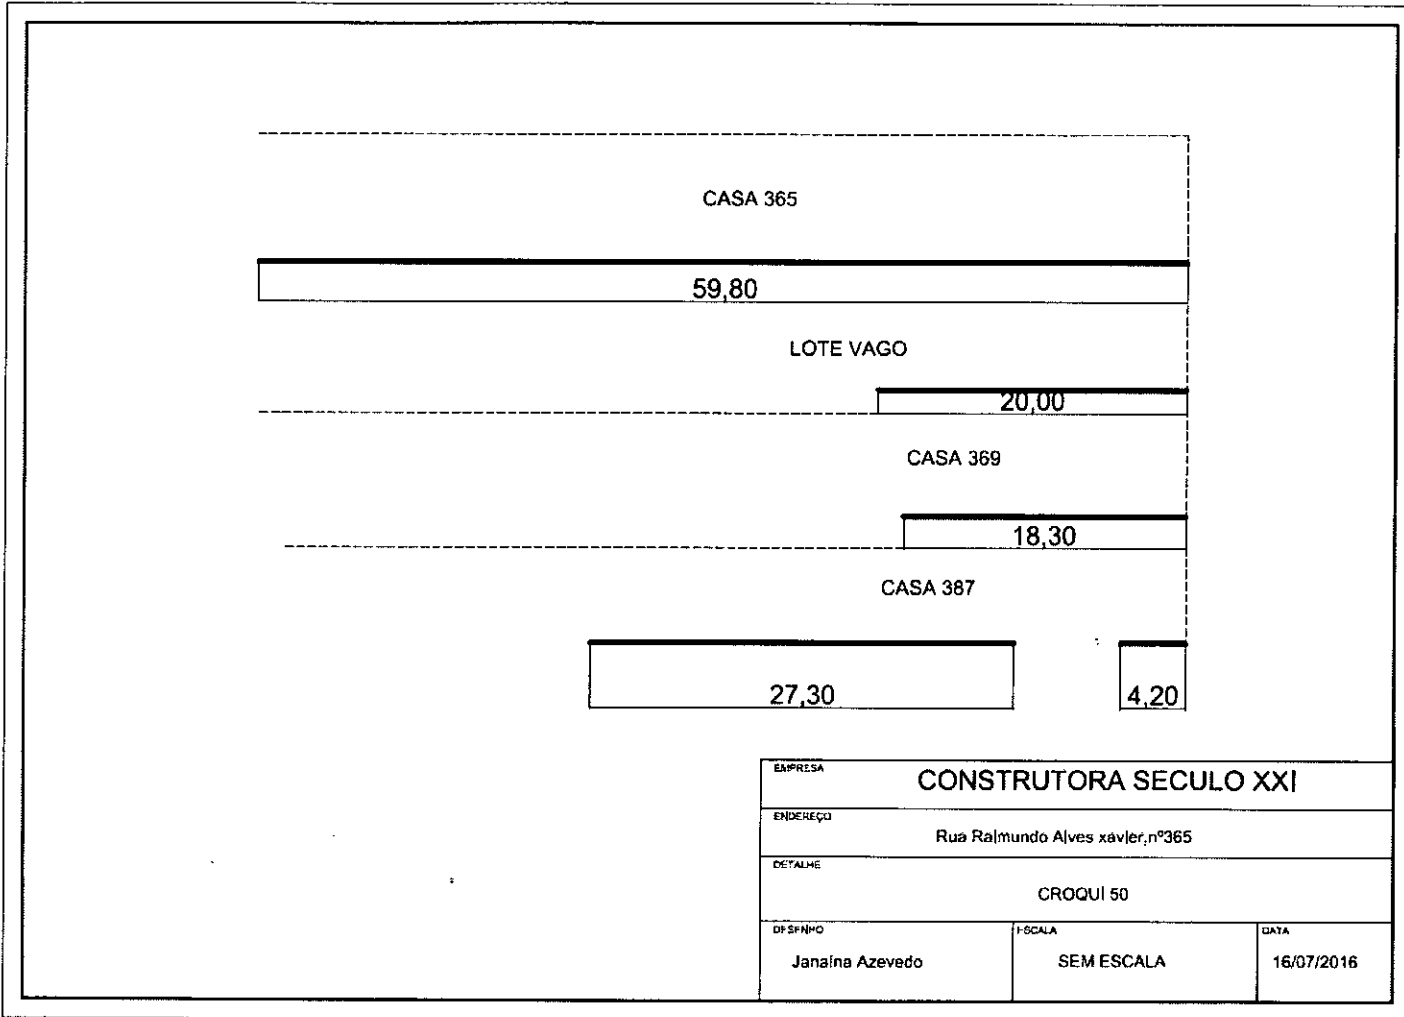 CASA 365
59,80
LOTE VAGO
20,00
CASA 369
18,30
CASA 387
27,30
4,20
EMPRESA
CONSTRUTORA SECULO XXI
ENDEREÇO
Rua Raimundo Alves xavier,nº365
DETALHE
CROQUÍ 50
DESENHO
ESCALA
DATA
Janaína Azevedo
SEM ESCALA
16/07/2016